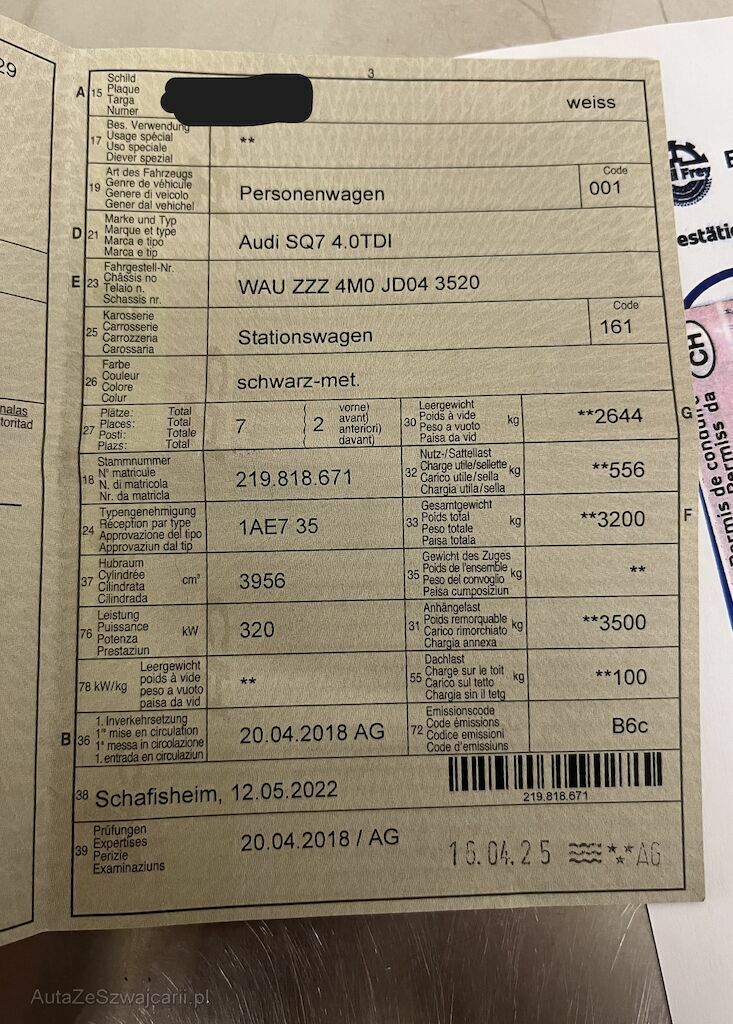 29
3
A 15 Schild
Plaque
Targa
Numer
weiss
17 Bes. Verwendung
Usage spécial
Uso speciale
Diever spezial
**
19 Art des Fahrzeugs
Genre de véhicule
Genere di veicolo
Gener dal vehichel
Personenwagen
Code
001
D 21 Marke und Typ
Marque et type
Marca e tipo
Marca e tip
Audi SQ7 4.0TDI
E 23 Fahrgestell-Nr.
Châssis no
Telaio n.
Schassis nr.
WAU ZZZ 4M0 JD04 3520
25 Karosserie
Carrosserie
Carrozzeria
Carossaria
Stationswagen
Code
161
26 Farbe
Couleur
Colore
Colur
schwarz-met.
27 Plätze: Total
Places: Total
Posti: Totale
Plazs: Total
7
2
vorne)
avant)
anteriori)
davant)
30 Leergewicht
Poids à vide
Peso a vuoto
Paisa da vid
kg
**2644
G
18 Stammnummer
N° matricule
N. di matricola
Nr. da matricla
219.818.671
32 Nutz-/Sattellast
Charge utile/sellette
Carico utile/sella
Chargia utila/sella
kg
**556
24 Typengenehmigung
Réception par type
Approvazione del tipo
Approvaziun dal tip
1AE7 35
33 Gesamtgewicht
Poids total
Peso totale
Paisa totala
kg
**3200
F
37 Hubraum
Cylindrée
Cilindrata
Cilindrada
cm³
3956
35 Gewicht des Zuges
Poids de l'ensemble
Peso del convoglio
Paisa cumposiziun
kg
**
76 Leistung
Puissance
Potenza
Prestaziun
kW
320
31 Anhängelast
Poids remorquable
Carico rimorchiato
Chargia annexa
kg
**3500
78 kW/kg
Leergewicht
poids à vide
peso a vuoto
paisa da vid
**
55 Dachlast
Charge sur le toit
Carico sul tetto
Chargia sin il tetg
kg
**100
B 36 1. Inverkehrsetzung
1re mise en circulation
1a messa in circolazione
1. entrada en circulaziun
20.04.2018 AG
72 Emissionscode
Code émissions
Codice emissioni
Code d'emissiuns
B6c
38 Schafisheim, 12.05.2022
219.818.671
39 Prüfungen
Expertises
Perizie
Examinaziuns
20.04.2018 / AG
16.04.25 AG
nalas
toritad
i Frey
E
estäti
CH
Permis de condu
Permiss da
AutaZeSzwajcarii.pl